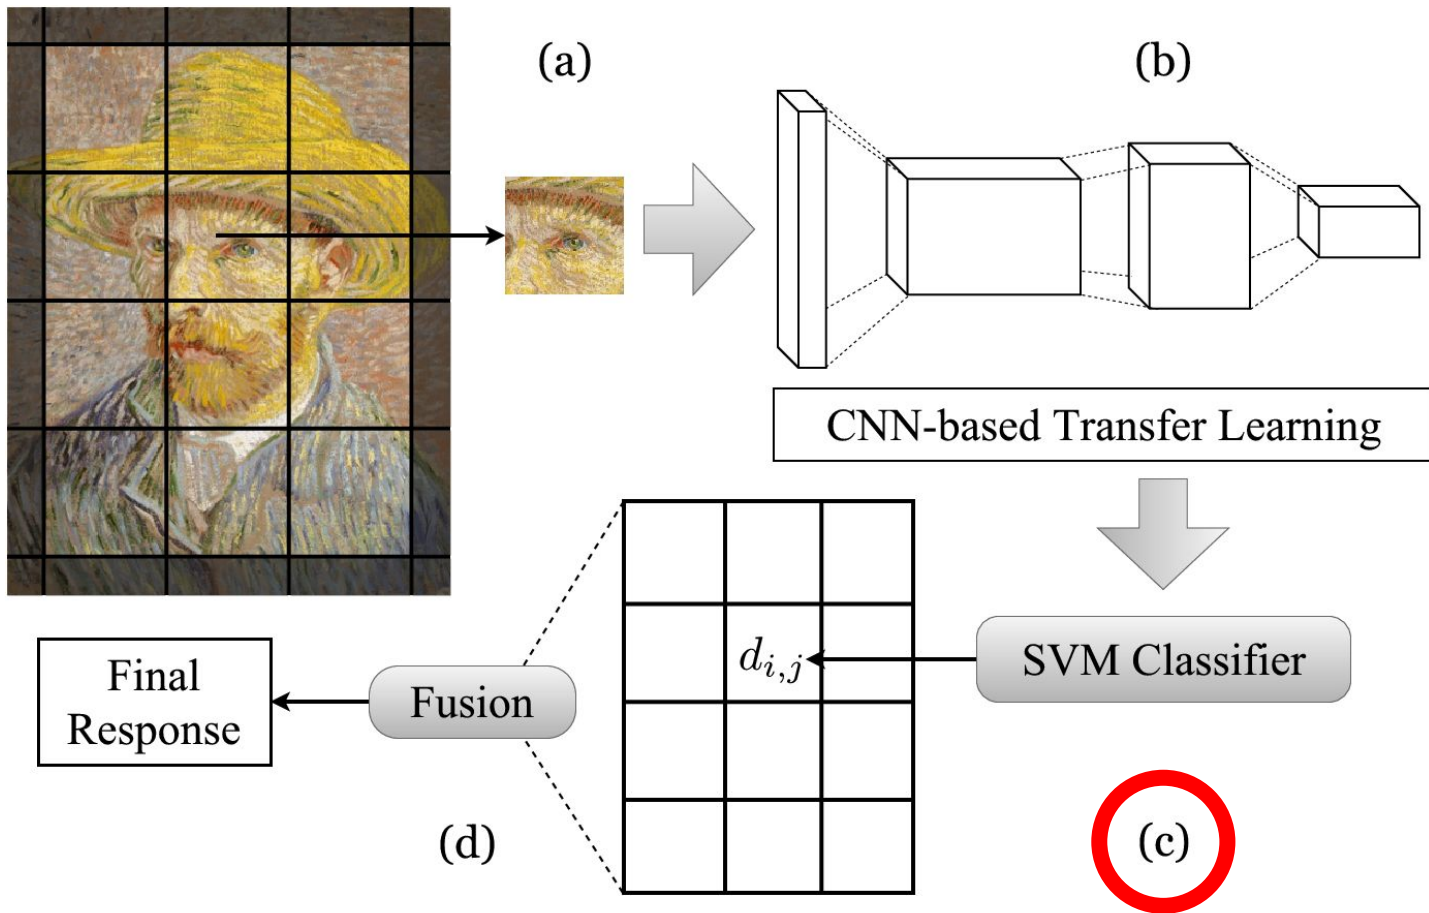 (a)
(b)
CNN-based Transfer Learning
SVM Classifier
d_{i,j}
Fusion
Final
Response
(d)
(c)